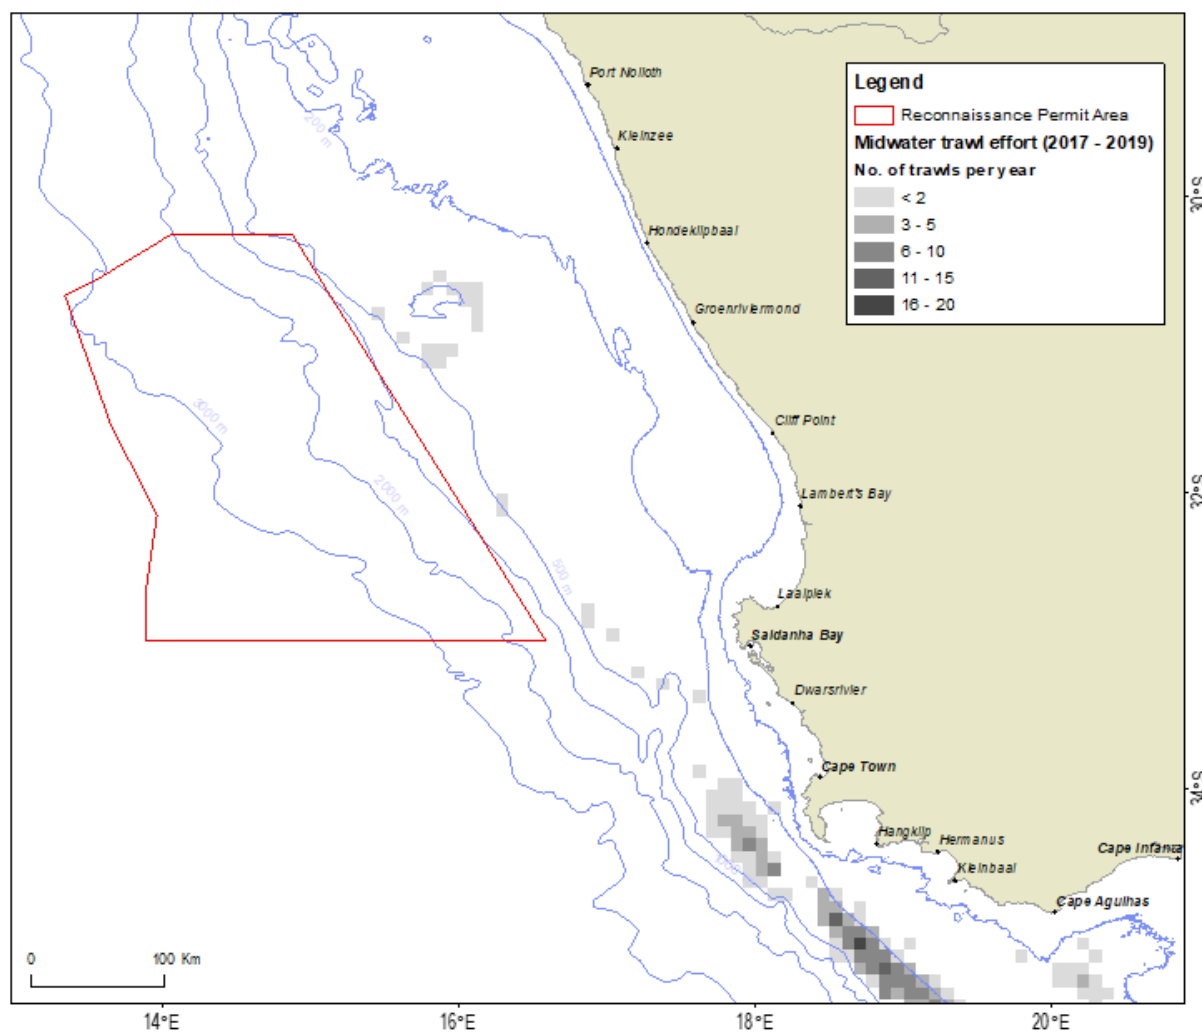 Port Nolloth
Kleinzee
Hondeklipbaai
Groenriviermond
Cliff Point
Lambert's Bay
Laaiplek
Saldanha Bay
Dwarsrivier
Cape Town
Hangklip
Hermanus
Kleinbaai
Cape Infanta
Cape Agulhas
Legend
Reconnaissance Permit Area
Midwater trawl effort (2017 - 2019)
No. of trawls per year
< 2
3 - 5
6 - 10
11 - 15
16 - 20
200 m
3000 m
2000 m
500 m
1000
30°S
32°S
34°S
0 100 Km
14°E 16°E 18°E 20°E